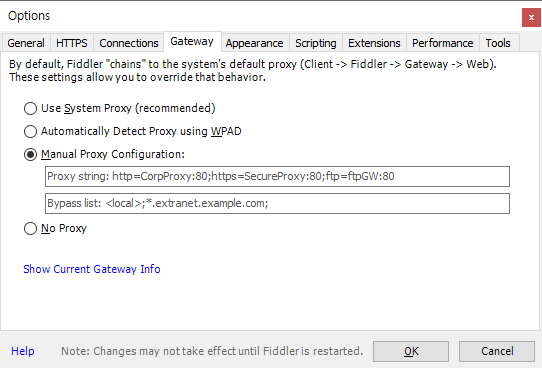 Options
x
General HTTPS Connections Gateway Appearance Scripting Extensions Performance Tools
By default, Fiddler "chains" to the system's default proxy (Client -> Fiddler -> Gateway -> Web).
These settings allow you to override that behavior.
Use System Proxy (recommended)
Automatically Detect Proxy using WPAD
Manual Proxy Configuration:
Proxy string: http=CorpProxy:80;https=SecureProxy:80;ftp=ftpGW:80
Bypass list: <local>;*.extranet.example.com;
No Proxy
Show Current Gateway Info
Help Note: Changes may not take effect until Fiddler is restarted. OK Cancel